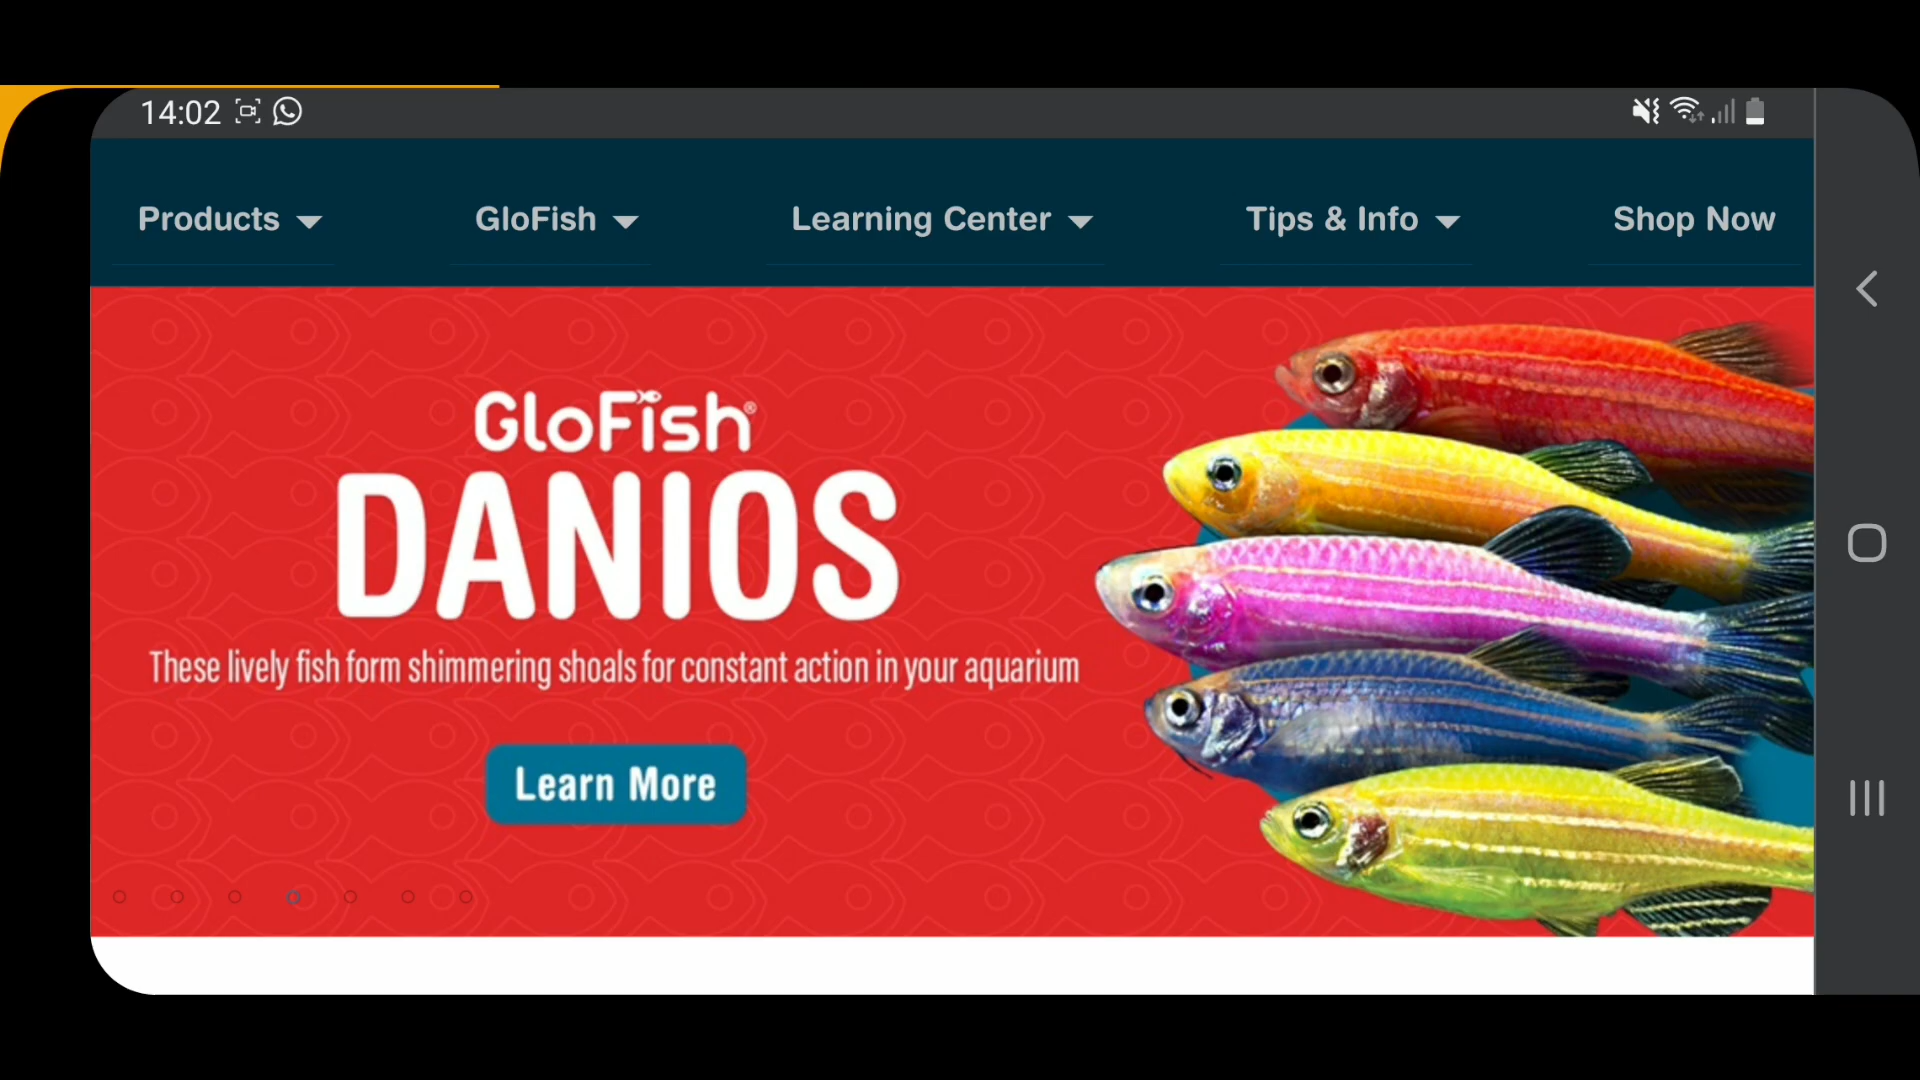 14:02
Products
GloFish
Learning Center
Tips & Info
Shop Now
GloFish®
DANIOS
These lively fish form shimmering shoals for constant action in your aquarium
Learn More